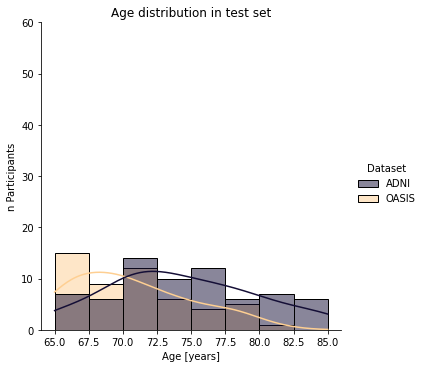 Age distribution in test set
60
50
40
30
20
10
0
n Participants
65.0 67.5 70.0 72.5 75.0 77.5 80.0 82.5 85.0
Age [years]
Dataset
ADNI
OASIS